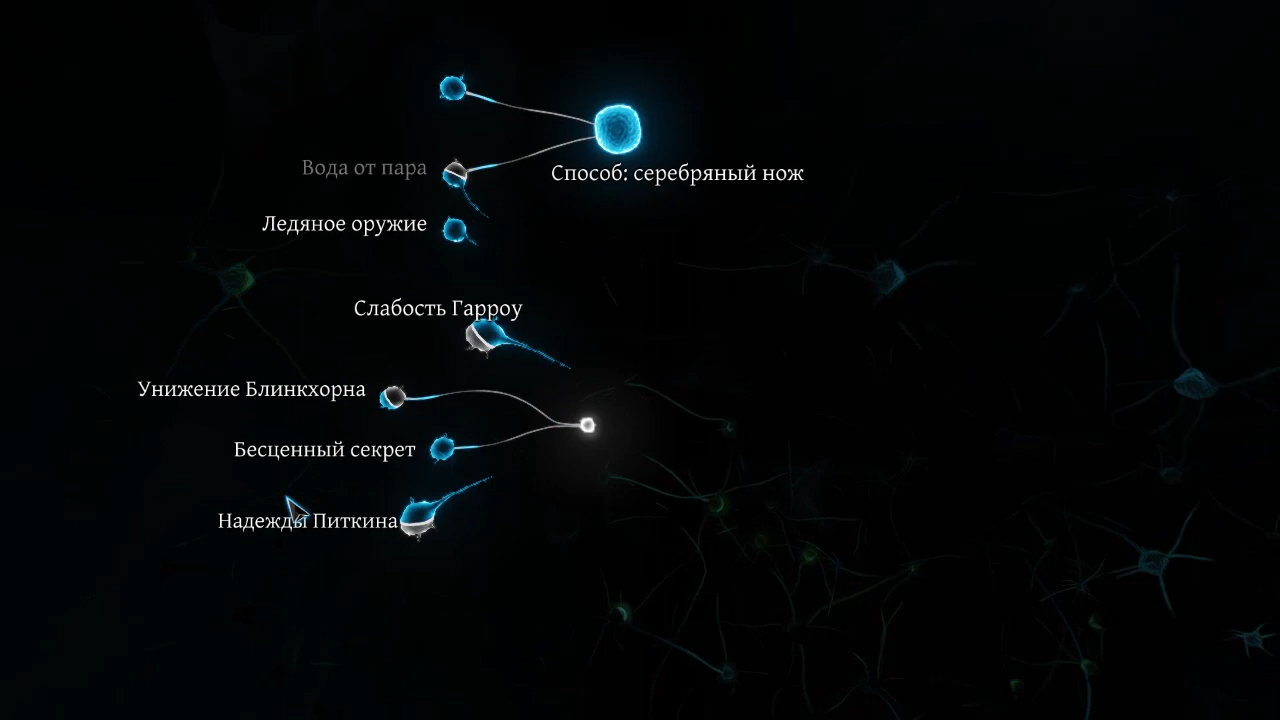 Вода от пара
Способ: серебряный нож
Ледяное оружие
Слабость Гарроу
Унижение Блинкхорна
Бесценный секрет
Надежды Питкина